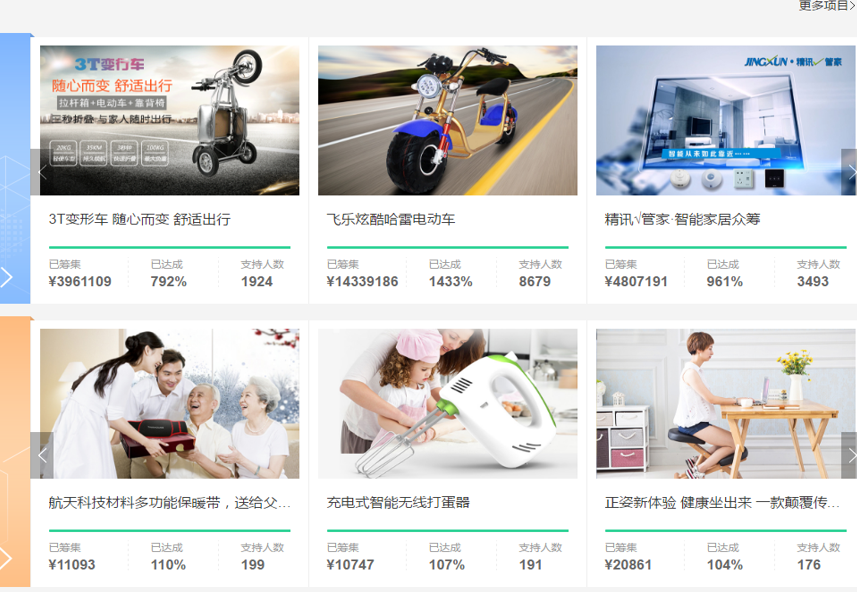 更多项目>
3T变行车
随心而变 舒适出行
拉杆箱+电动车+靠背椅
三秒折叠 与家人随时出行
20KG 35KM 36KH 100KG
JINGXUN · 精讯√管家
智能从未如此靠近
3T变形车 随心而变 舒适出行
飞乐炫酷哈雷电动车
精讯√管家·智能家居众筹
已筹集 已达成 支持人数 已筹集 已达成 支持人数 已筹集 已达成 支持人数
¥3961109 792% 1924 ¥14339186 1433% 8679 ¥4807191 961% 3493
航天科技材料多功能保暖带，送给父...
充电式智能无线打蛋器
正姿新体验 健康坐出来 一款颠覆传...
已筹集 已达成 支持人数 已筹集 已达成 支持人数 已筹集 已达成 支持人数
¥11093 110% 199 ¥10747 107% 191 ¥20861 104% 176